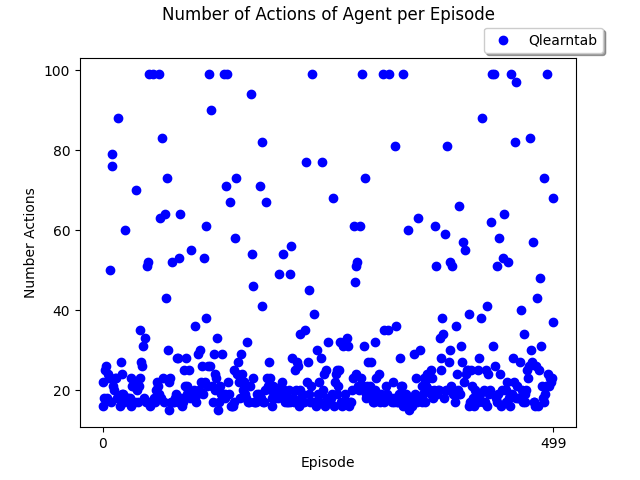 Number of Actions of Agent per Episode
Qlearntab
100
80
60
40
20
Number Actions
0
499
Episode